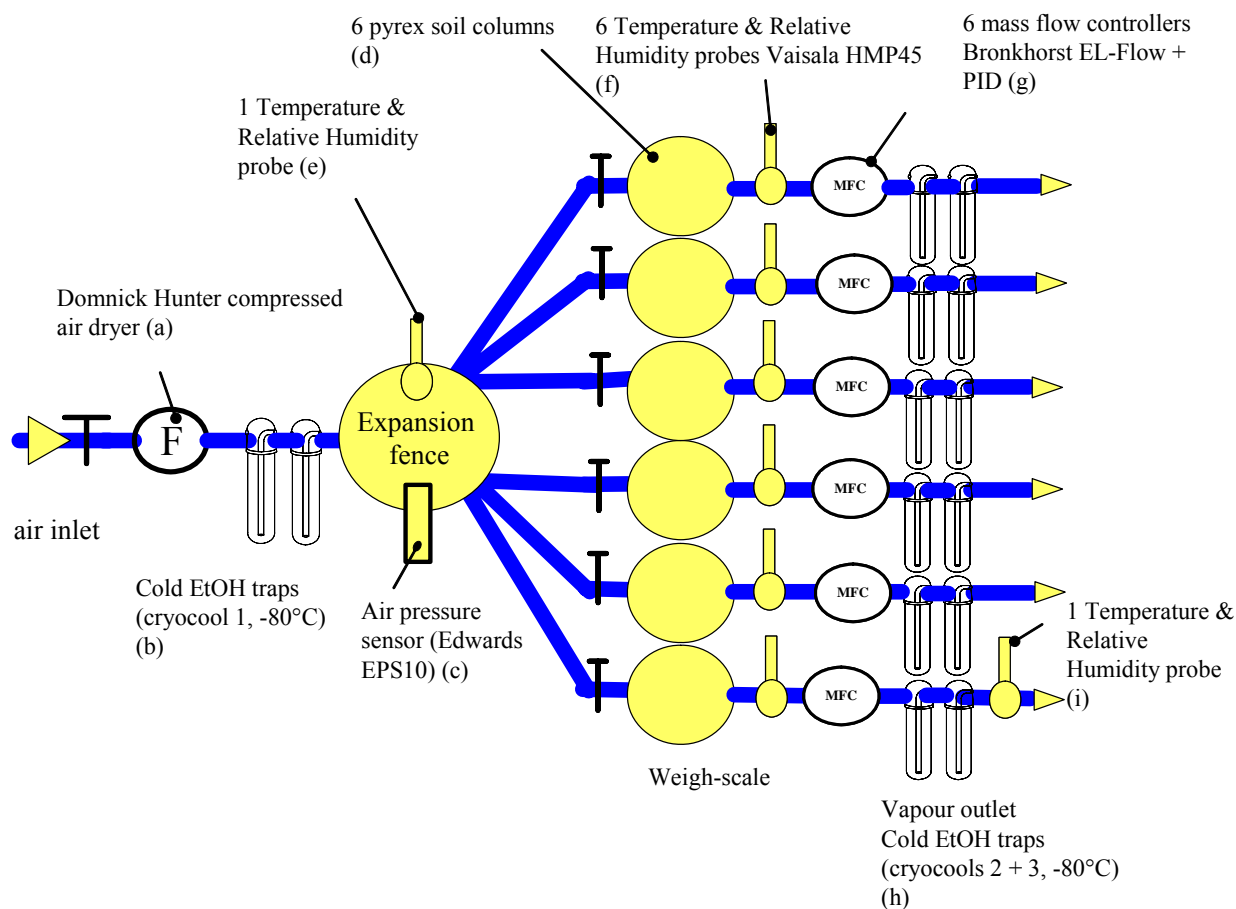 6 pyrex soil columns
(d)
6 Temperature & Relative
Humidity probes Vaisala HMP45
(f)
6 mass flow controllers
Bronkhorst EL-Flow +
PID (g)
1 Temperature &
Relative Humidity
probe (e)
MFC
MFC
Domnick Hunter compressed
air dryer (a)
MFC
F
Expansion
fence
MFC
air inlet
Cold EtOH traps
(cryocool 1, -80°C)
(b)
Air pressure
sensor (Edwards
EPS10) (c)
MFC
1 Temperature &
Relative
Humidity probe
(i)
MFC
Weigh-scale
Vapour outlet
Cold EtOH traps
(cryocools 2 + 3, -80°C)
(h)